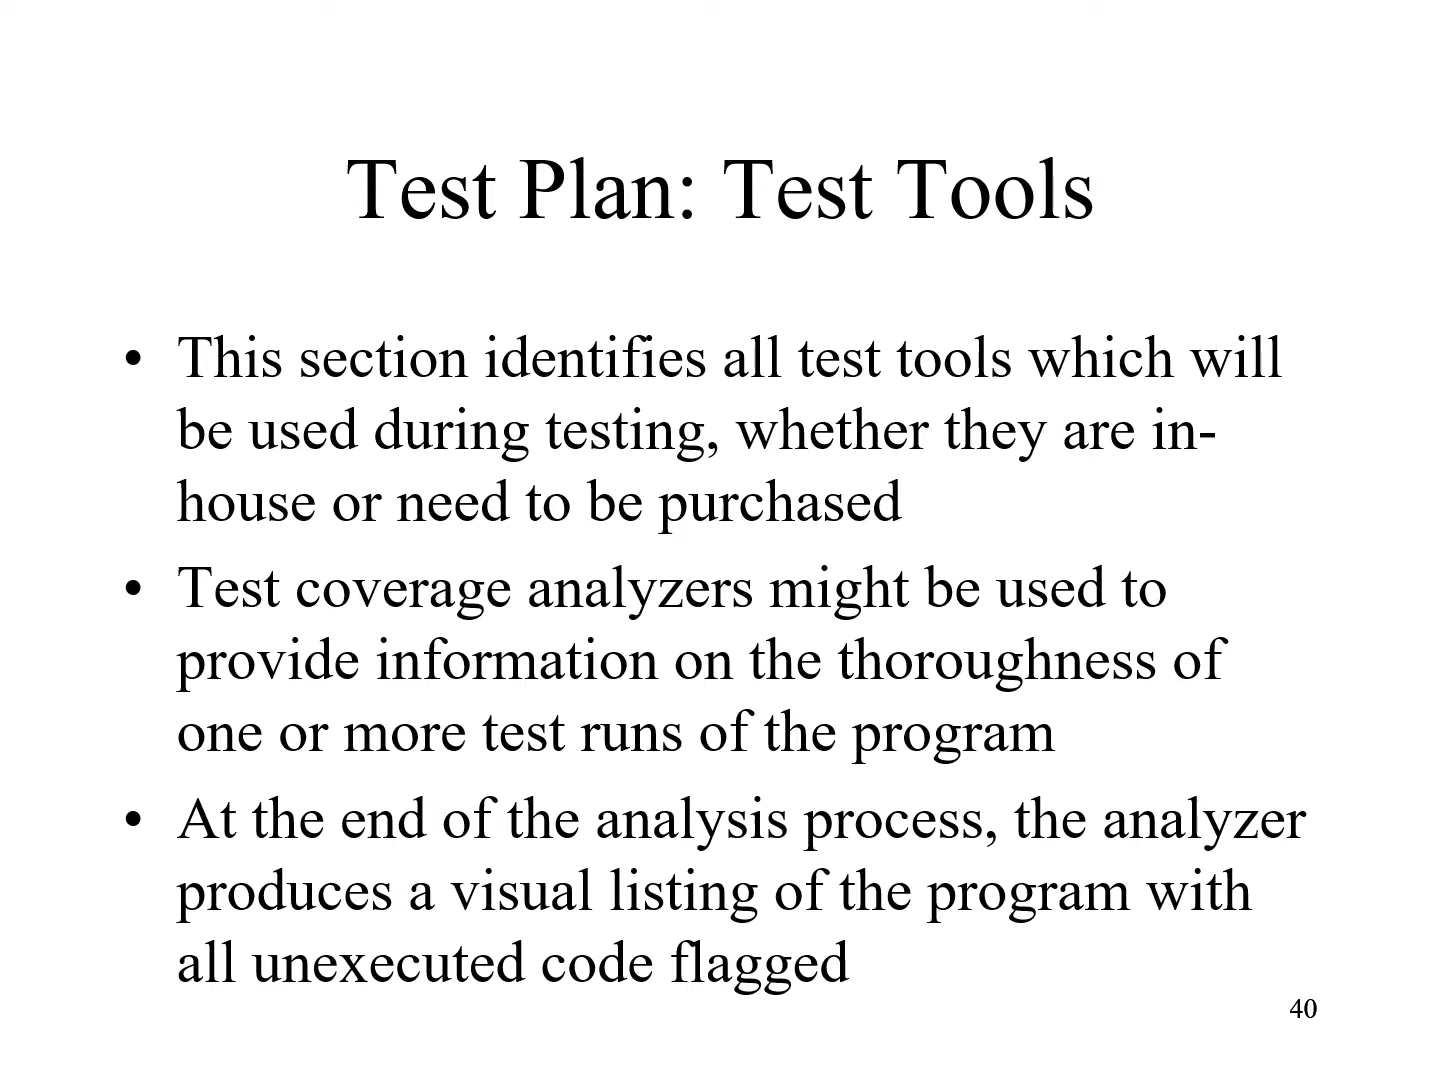 Test Plan: Test Tools
• This section identifies all test tools which will
be used during testing, whether they are in-
house or need to be purchased
• Test coverage analyzers might be used to
provide information on the thoroughness of
one or more test runs of the program
• At the end of the analysis process, the analyzer
produces a visual listing of the program with
all unexecuted code flagged
40